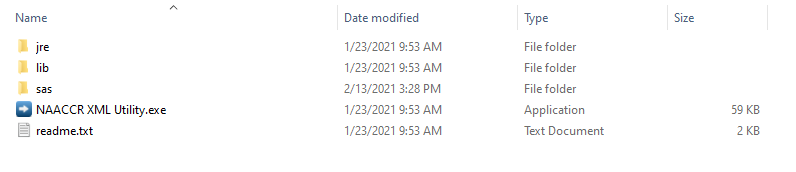 Name Date modified Type Size
jre 1/23/2021 9:53 AM File folder
lib 1/23/2021 9:53 AM File folder
sas 2/13/2021 3:28 PM File folder
NAACCR XML Utility.exe 1/23/2021 9:53 AM Application 59 KB
readme.txt 1/23/2021 9:53 AM Text Document 2 KB